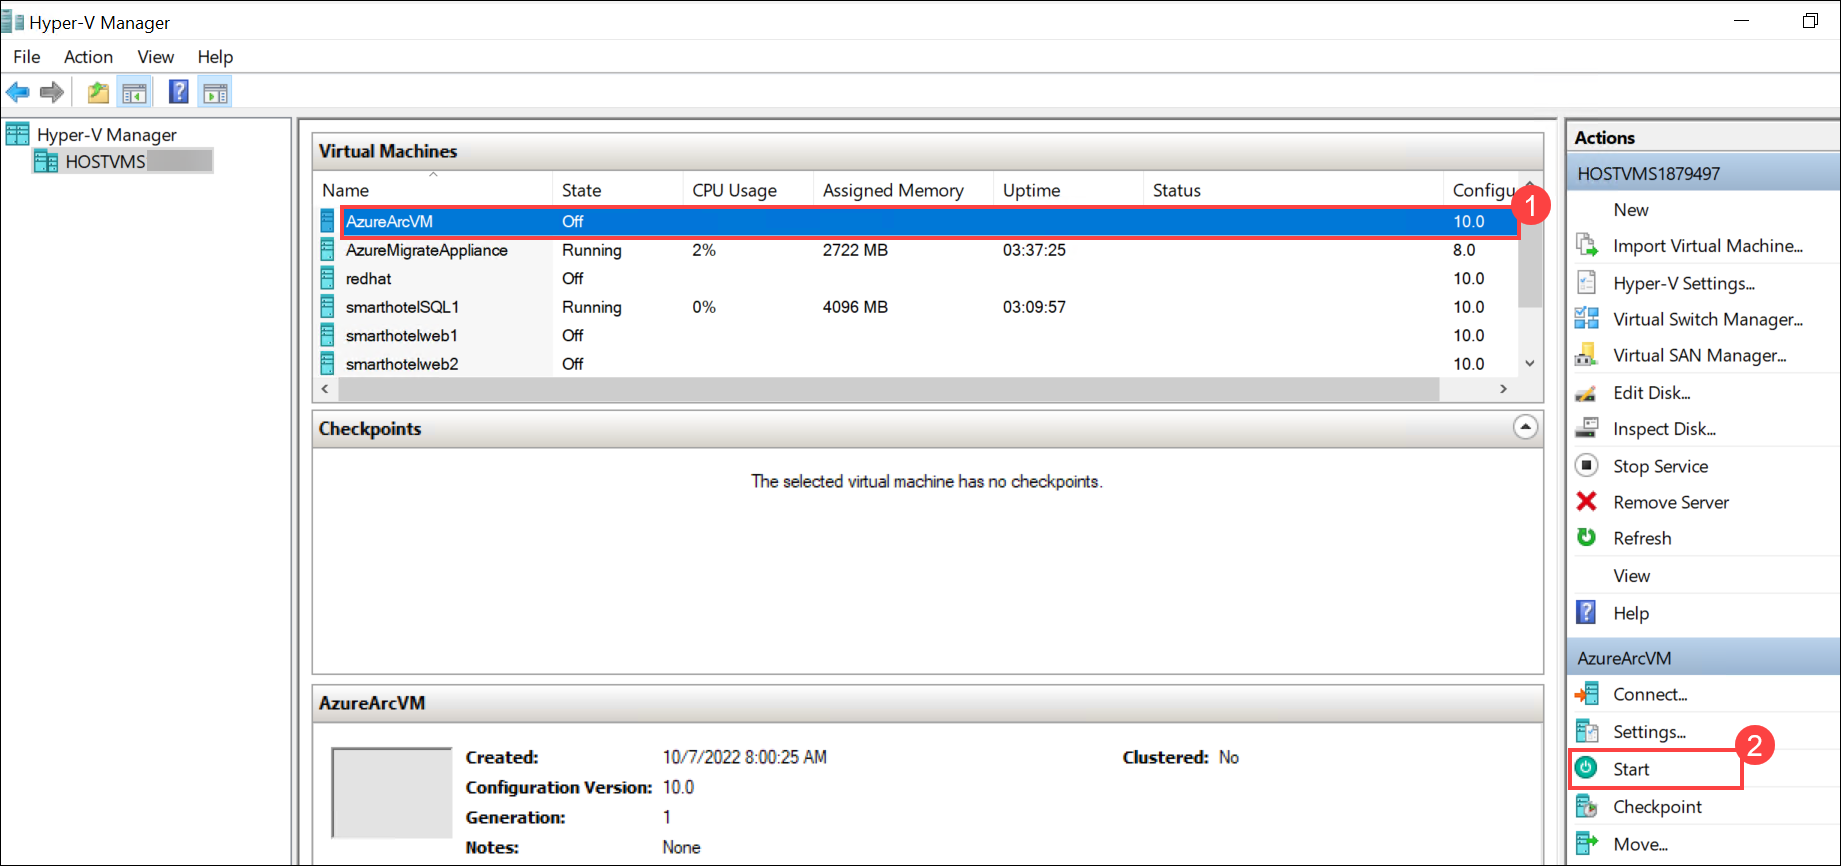 Hyper-V Manager
File Action View Help
Hyper-V Manager
HOSTVMS
Virtual Machines
Name State CPU Usage Assigned Memory Uptime Status Configu
1
AzureArcVM Off 10.0
AzureMigrateAppliance Running 2% 2722 MB 03:37:25 8.0
redhat Off 10.0
smarthotelSQL1 Running 0% 4096 MB 03:09:57 10.0
smarthotelweb1 Off 10.0
smarthotelweb2 Off 10.0
Checkpoints
The selected virtual machine has no checkpoints.
AzureArcVM
Created: 10/7/2022 8:00:25 AM Clustered: No
Configuration Version: 10.0
Generation: 1
Notes: None
Actions
HOSTVMS1879497
New
Import Virtual Machine...
Hyper-V Settings...
Virtual Switch Manager...
Virtual SAN Manager...
Edit Disk...
Inspect Disk...
Stop Service
Remove Server
Refresh
View
Help
AzureArcVM
Connect...
Settings...
2
Start
Checkpoint
Move...